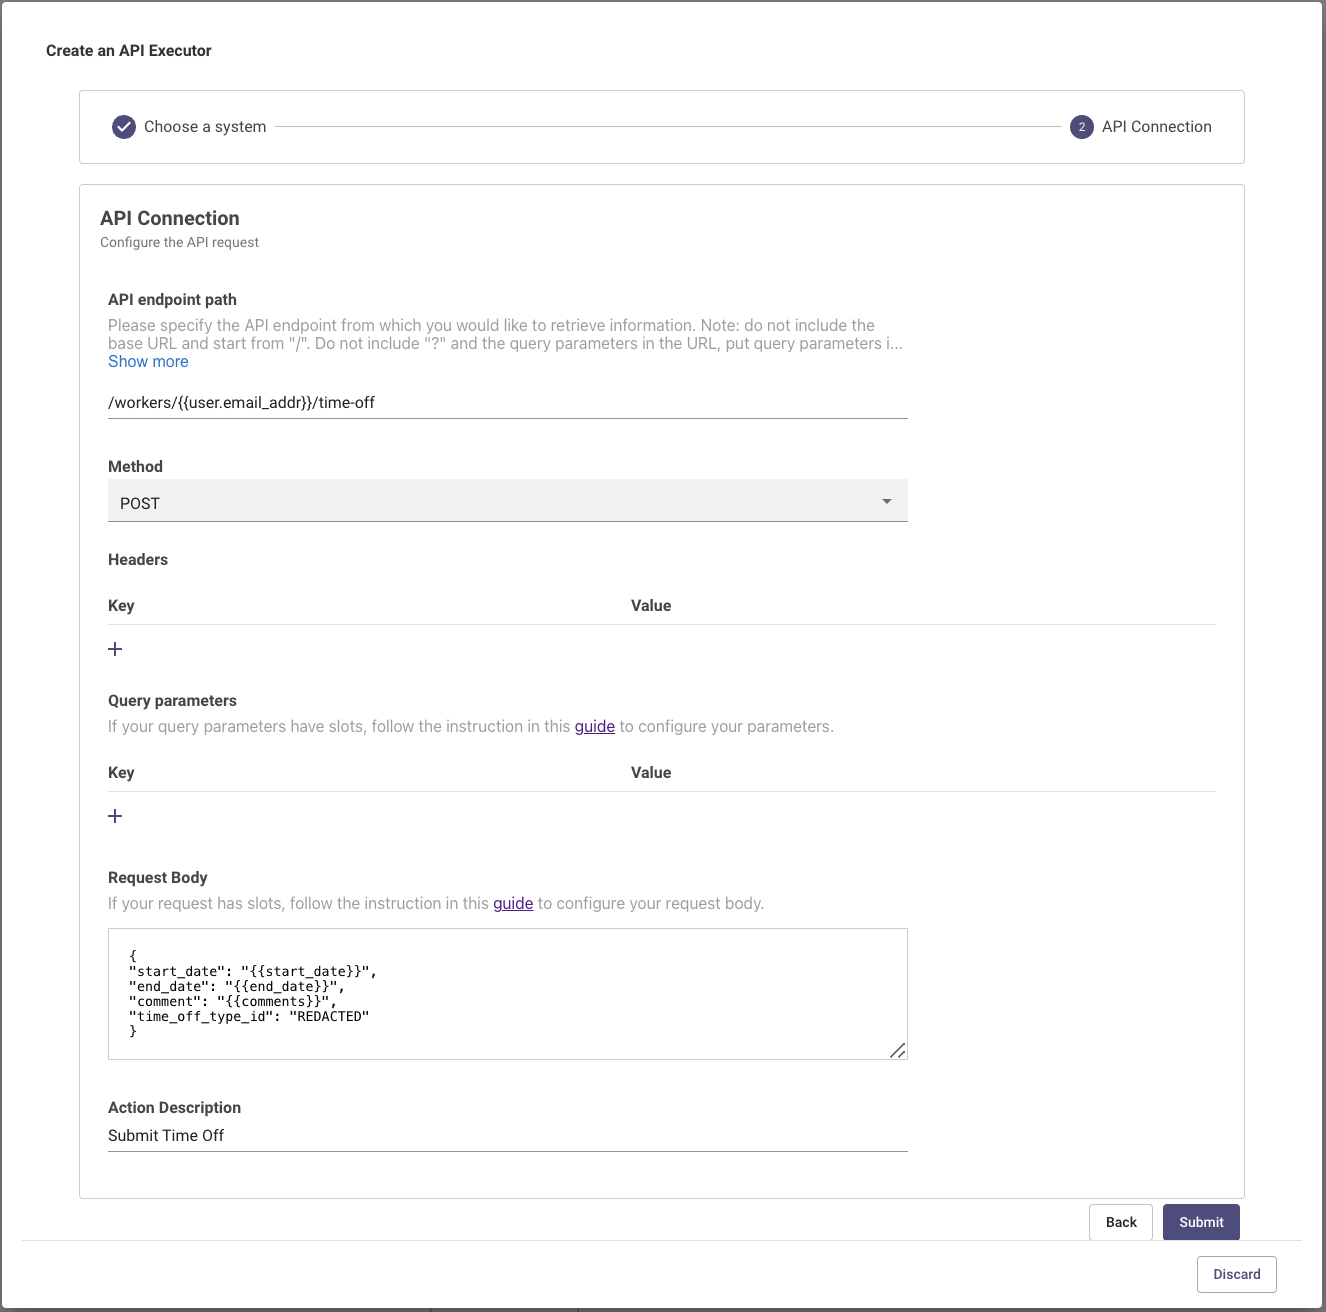 Create an API Executor
Choose a system
2
API Connection
API Connection
Configure the API request
API endpoint path
Please specify the API endpoint from which you would like to retrieve information. Note: do not include the
base URL and start from "/". Do not include "?" and the query parameters in the URL, put query parameters i...
Show more
/workers/{{user.email_addr}}/time-off
Method
POST
Headers
Key Value
+
Query parameters
If your query parameters have slots, follow the instruction in this guide to configure your parameters.
Key Value
+
Request Body
If your request has slots, follow the instruction in this guide to configure your request body.
{
"start_date": "{{start_date}}",
"end_date": "{{end_date}}",
"comment": "{{comments}}",
"time_off_type_id": "REDACTED"
}
Action Description
Submit Time Off
Back Submit
Discard